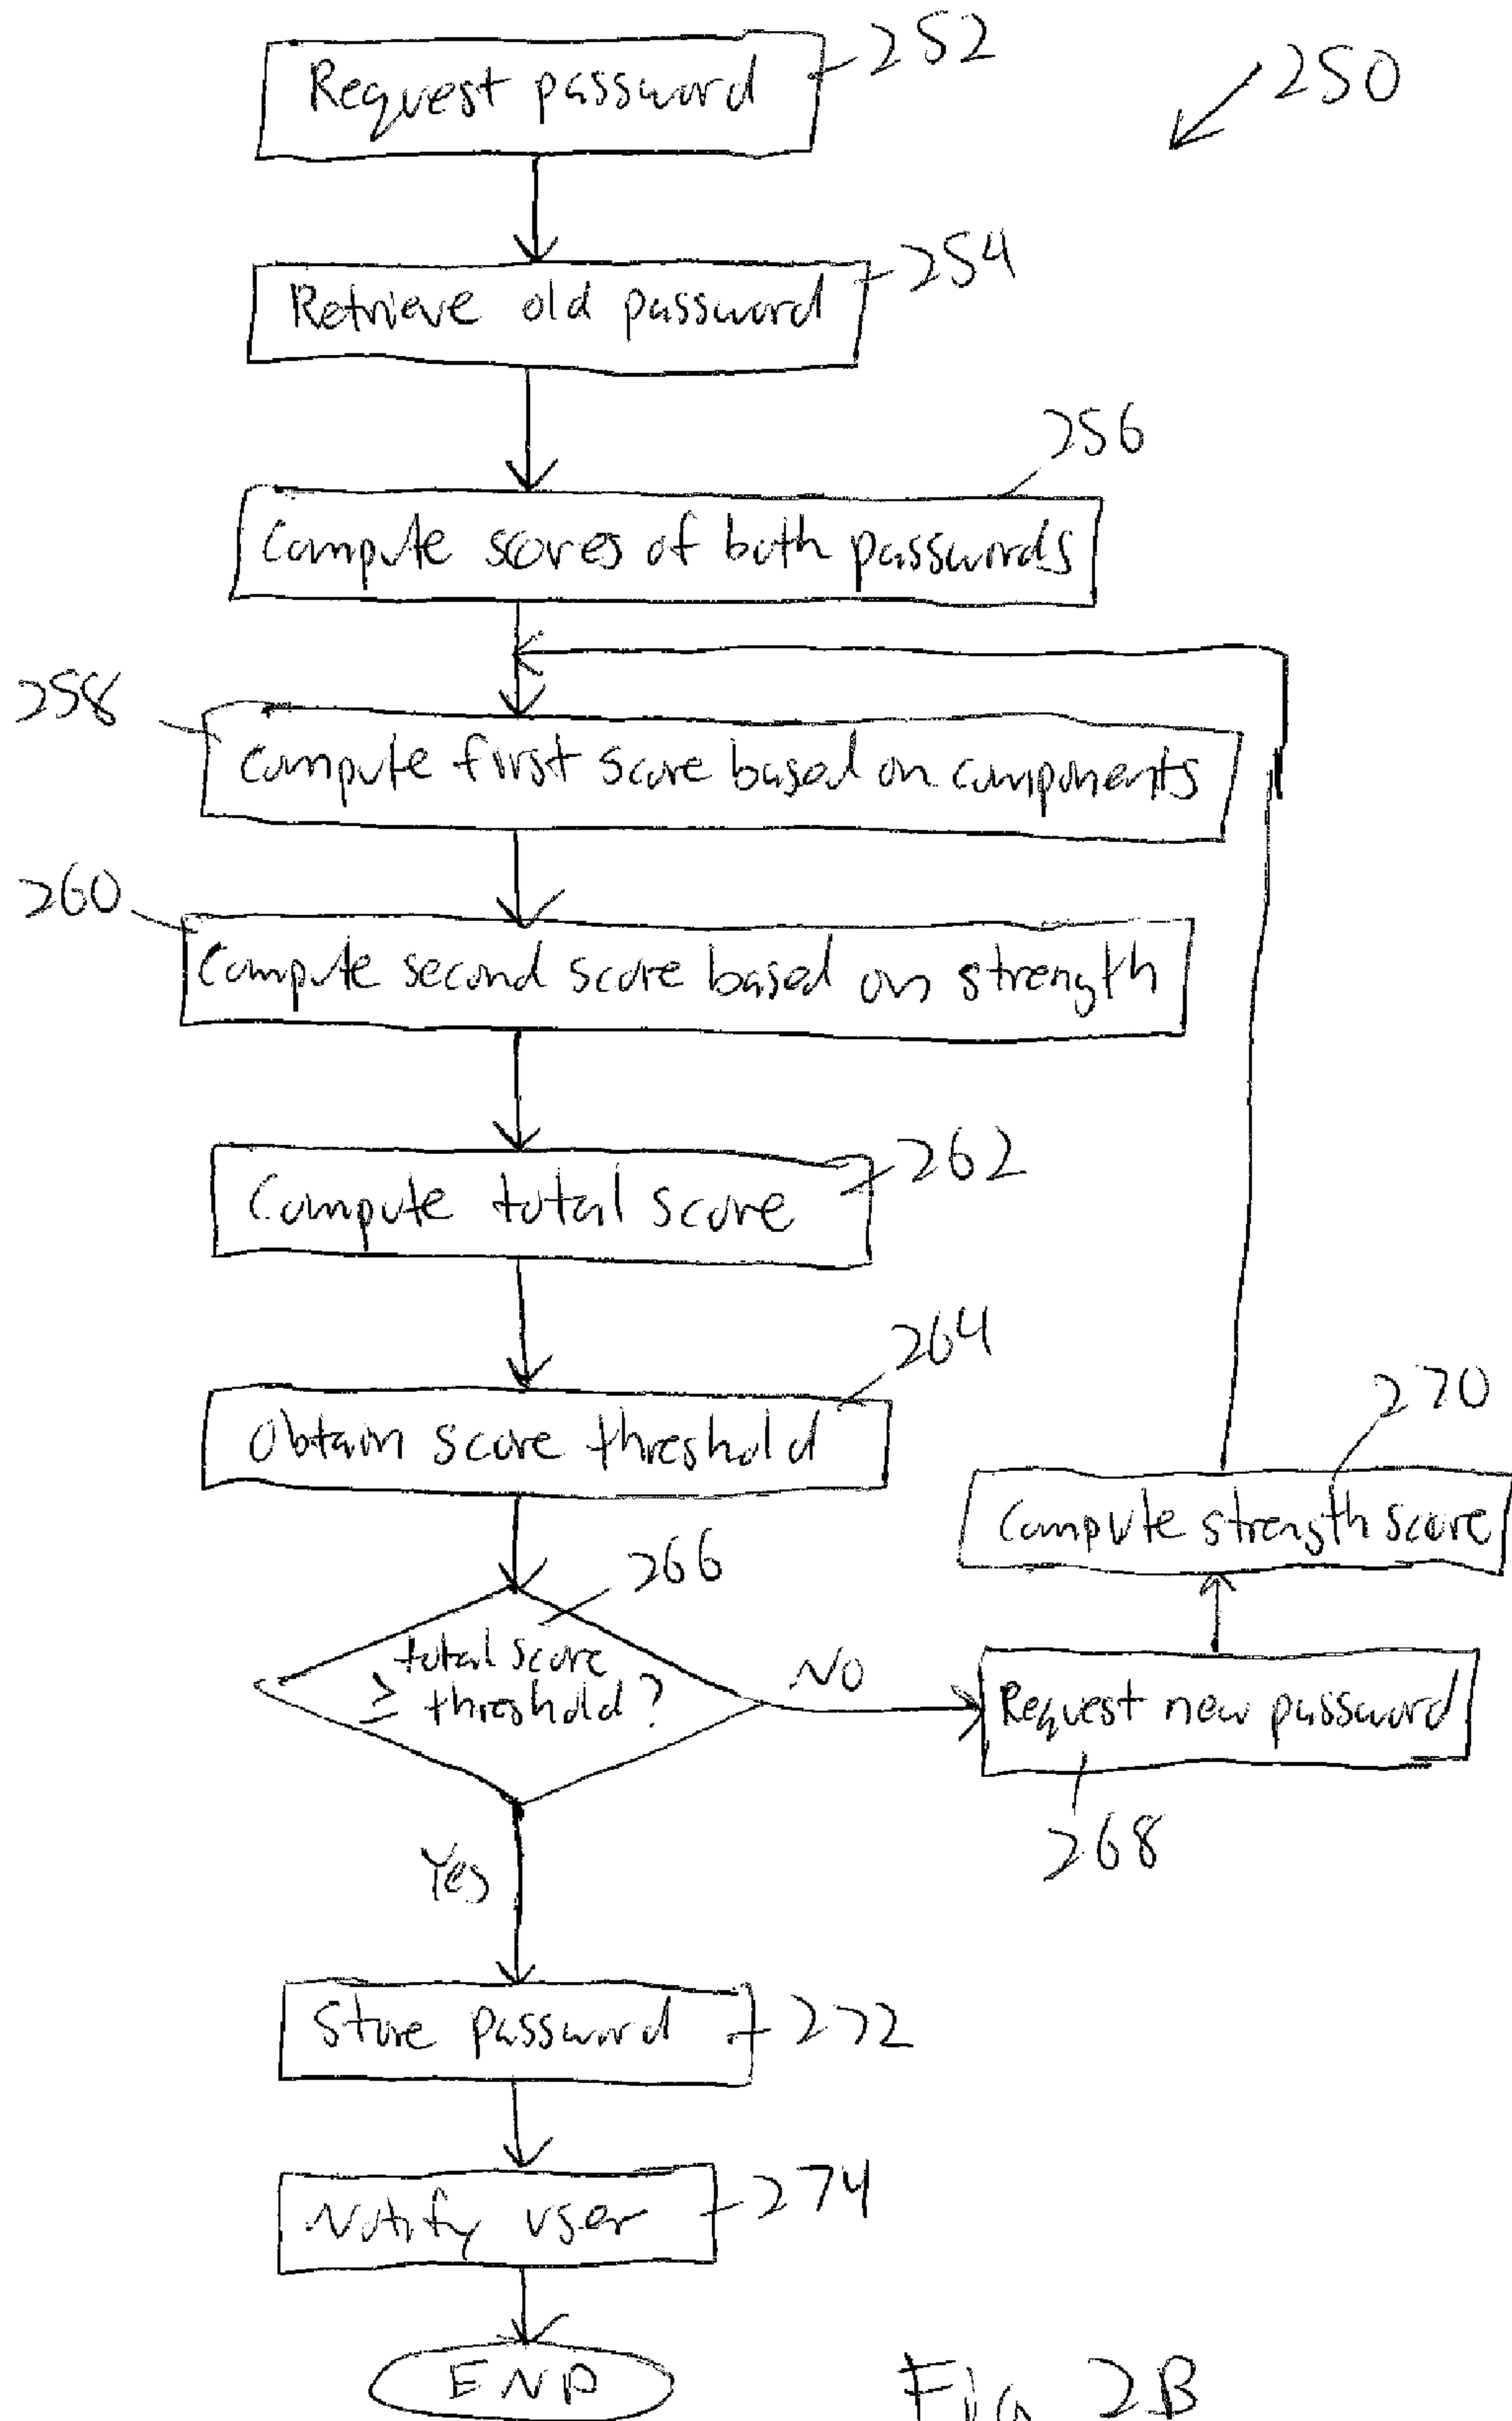 Request password
252
250
Retrieve old password
254
256
Compute scores of both passwords
258
Compute first score based on components
260
Compute second score based on strength
Compute total score
262
264
Obtain score threshold
270
Compute strength score
266
total score
≥ threshold?
NO
Request new password
268
Yes
Store password
272
Notify user
274
END
Fig 2B